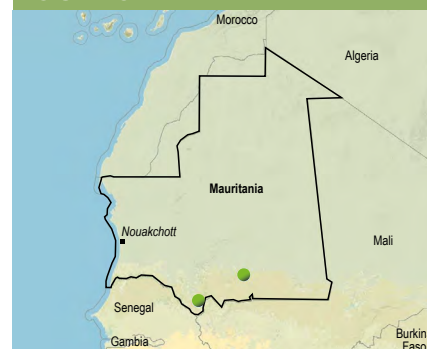 Morocco
Algeria
Mauritania
Nouakchott
Mali
Senegal
Gambia
Burkin
Faso